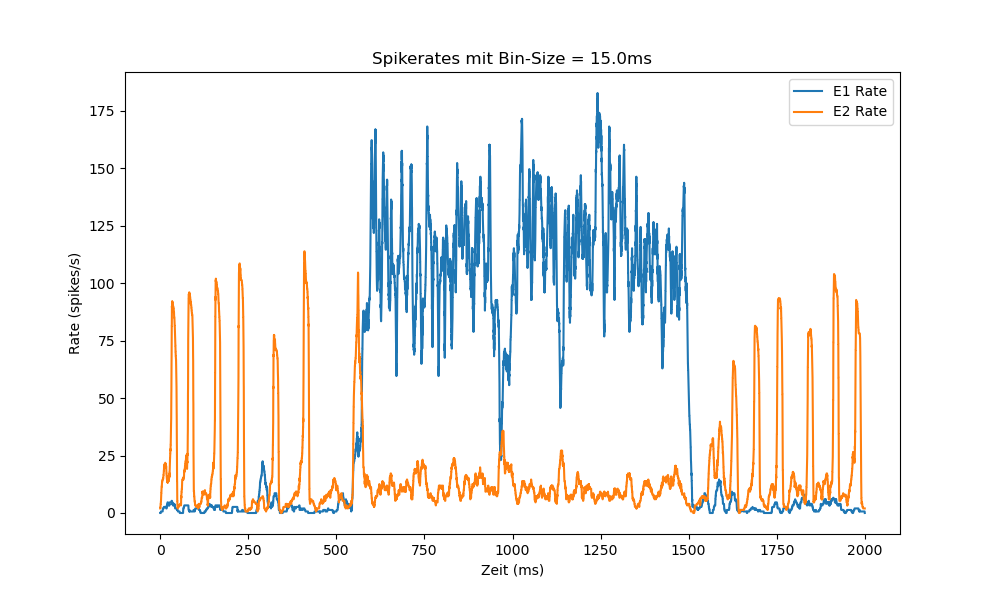 Spikerates mit Bin-Size = 15.0ms
E1 Rate
E2 Rate
Rate (spikes/s)
175
150
125
100
75
50
25
0
0 250 500 750 1000 1250 1500 1750 2000
Zeit (ms)